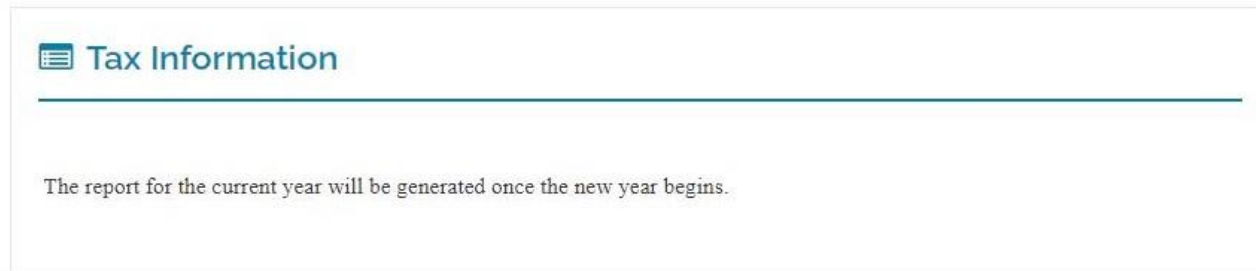 Tax Information
The report for the current year will be generated once the new year begins.